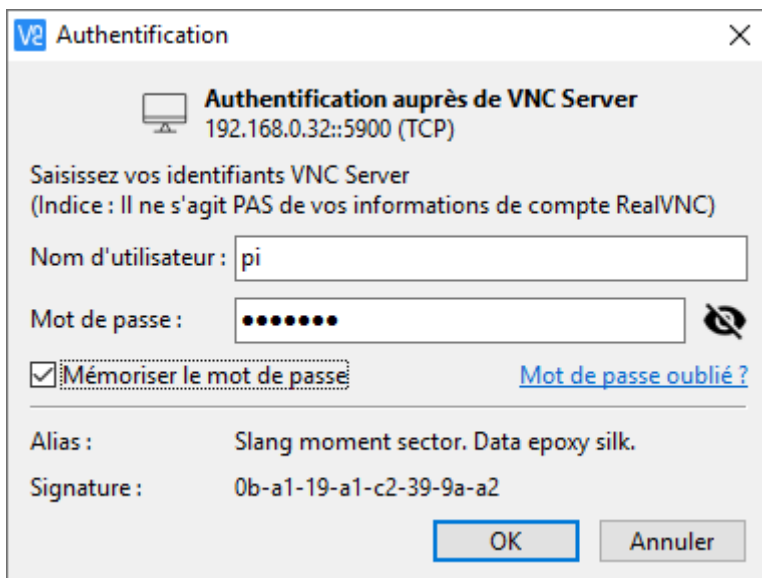 V2 Authentification
Authentification auprès de VNC Server
192.168.0.32::5900 (TCP)
Saisissez vos identifiants VNC Server
(Indice : Il ne s'agit PAS de vos informations de compte RealVNC)
Nom d'utilisateur : pi
Mot de passe : •••••••
Mémoriser le mot de passe Mot de passe oublié ?
Alias : Slang moment sector. Data epoxy silk.
Signature : 0b-a1-19-a1-c2-39-9a-a2
OK Annuler